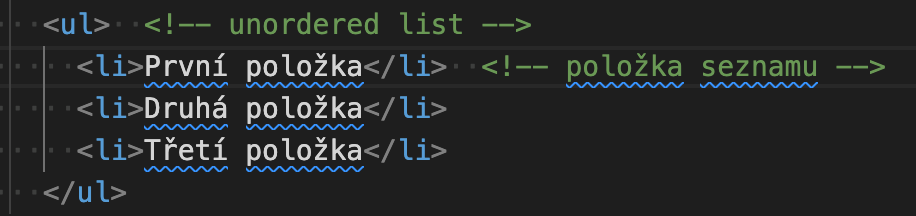 <ul>  <!-- unordered list -->
  <li>První položka</li>  <!-- položka seznamu -->
  <li>Druhá položka</li>
  <li>Třetí položka</li>
</ul>